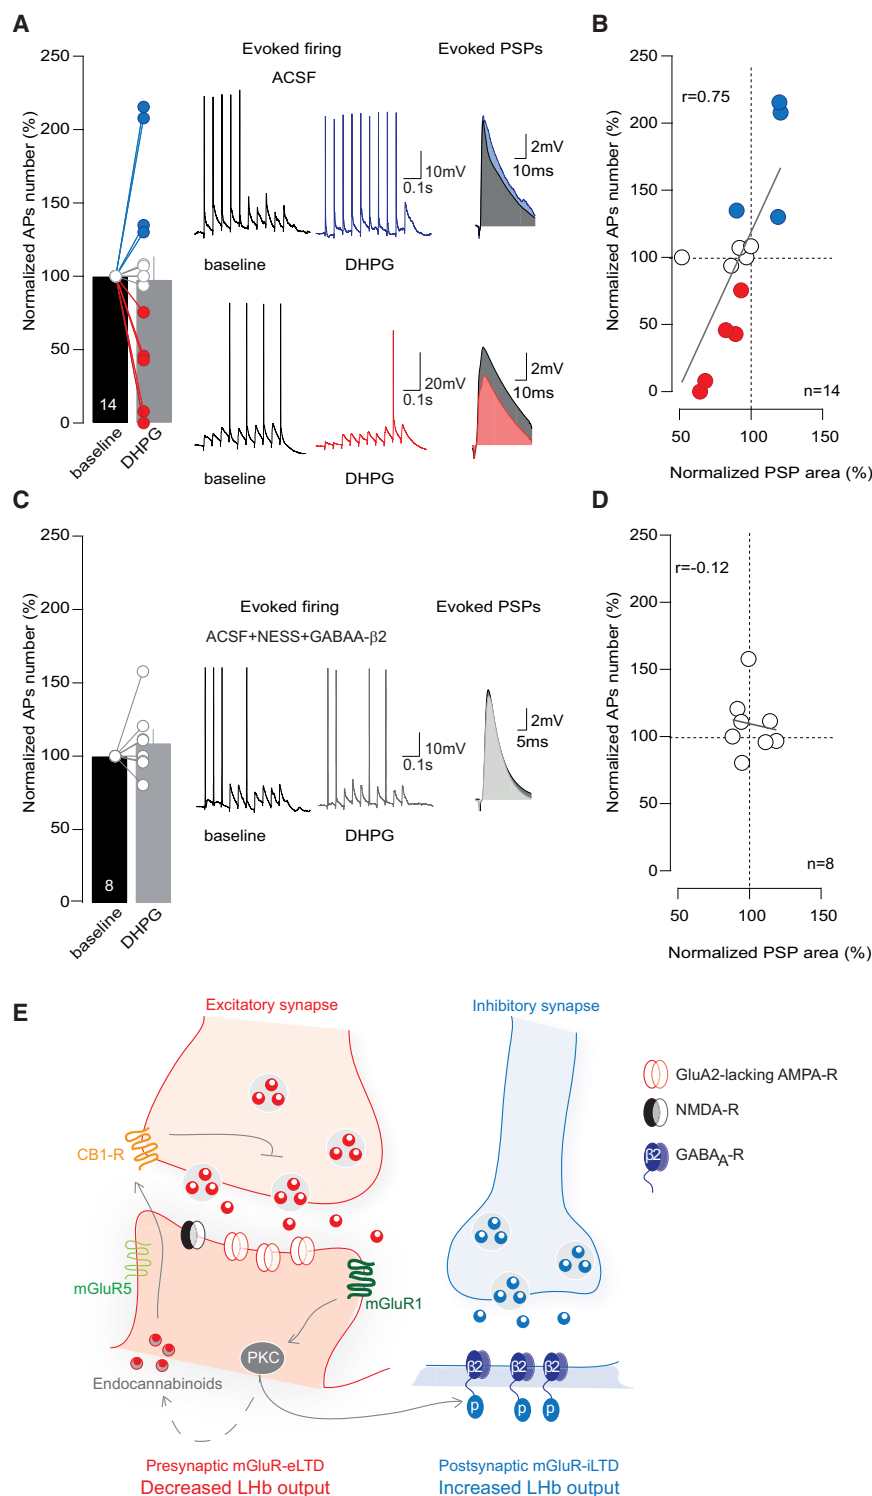 A
Evoked firing
Evoked PSPs
ACSF
Normalized APs number (%)
250
200
150
100
50
0
14
baseline
DHPG
10mV
0.1s
2mV
10ms
baseline
DHPG
20mV
0.1s
2mV
10ms
baseline
DHPG
B
Normalized APs number (%)
250
200
150
100
50
0
r=0.75
n=14
50
100
150
Normalized PSP area (%)
C
Evoked firing
Evoked PSPs
ACSF+NESS+GABAA-β2
Normalized APs number (%)
250
200
150
100
50
0
8
baseline
DHPG
10mV
0.1s
2mV
5ms
baseline
DHPG
D
Normalized APs number (%)
250
200
150
100
50
0
r=-0.12
n=8
50
100
150
Normalized PSP area (%)
E
Excitatory synapse
Inhibitory synapse
GluA2-lacking AMPA-R
NMDA-R
β2
GABAA-R
CB1-R
mGluR5
mGluR1
PKC
Endocannabinoids
β2
β2
β2
p
p
p
Presynaptic mGluR-eLTD
Decreased LHb output
Postsynaptic mGluR-iLTD
Increased LHb output